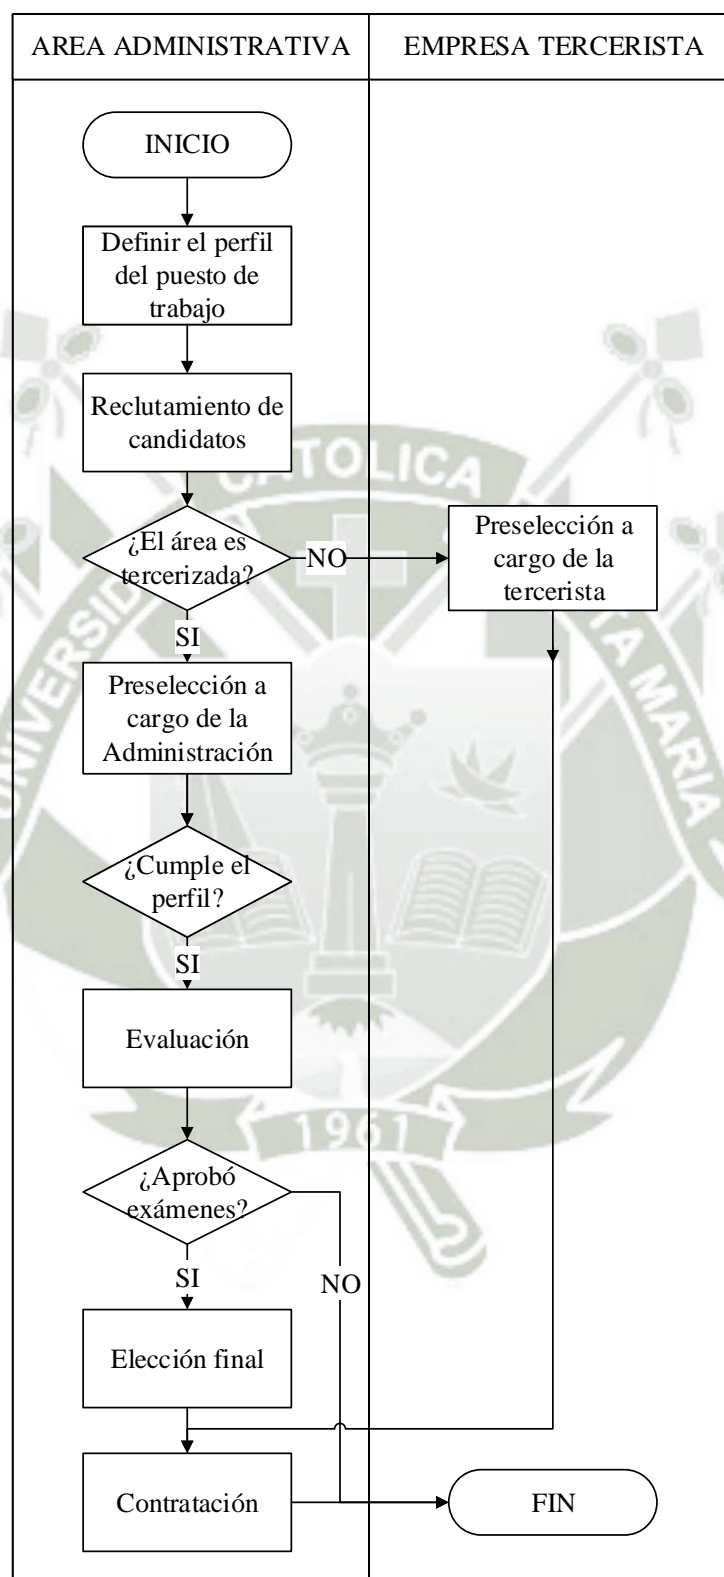 AREA ADMINISTRATIVA
EMPRESA TERCERISTA
INICIO
Definir el perfil
del puesto de
trabajo
Reclutamiento de
candidatos
¿El área es
tercerizada?
NO
Preselección a
cargo de la
tercerista
SI
Preselección a
cargo de la
Administración
¿Cumple el
perfil?
SI
Evaluación
¿Aprobó
exámenes?
SI
NO
Elección final
Contratación
FIN
CATOLICA
1961